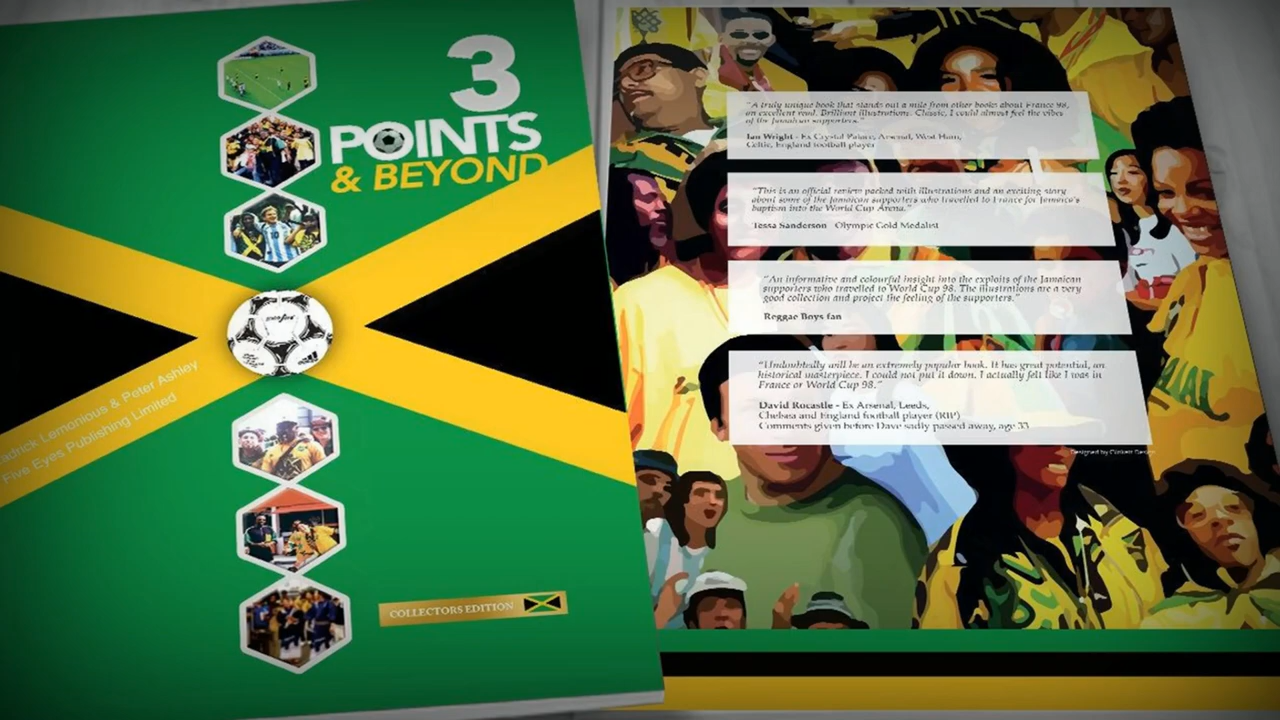 3
POINTS
& BEYOND
adrick Lemonious & Peter Ashley
Five Eyes Publishing Limited
COLLECTORS EDITION
"A truly unique book that stands out a mile from other books about France 98,
an excellent read. Brilliant illustrations. Classic, I could almost feel the vibes
of the Jamaican supporters."
Ian Wright - Ex Crystal Palace, Arsenal, West Ham,
Celtic, England football player
"This is an official review packed with illustrations and an exciting story
about some of the Jamaican supporters who travelled to France for Jamaica's
baptism into the World Cup Arena."
Tessa Sanderson - Olympic Gold Medalist
"An informative and colourful insight into the exploits of the Jamaican
supporters who travelled to World Cup 98. The illustrations are a very
good collection and project the feeling of the supporters."
Reggae Boys fan
"Undoubtedly will be an extremely popular book. It has great potential, an
historical masterpiece. I could not put it down. I actually felt like I was in
France or World Cup 98."
David Rocastle - Ex Arsenal, Leeds,
Chelsea and England football player (RIP)
Comments given before Dave sadly passed away, age 33
Designed by